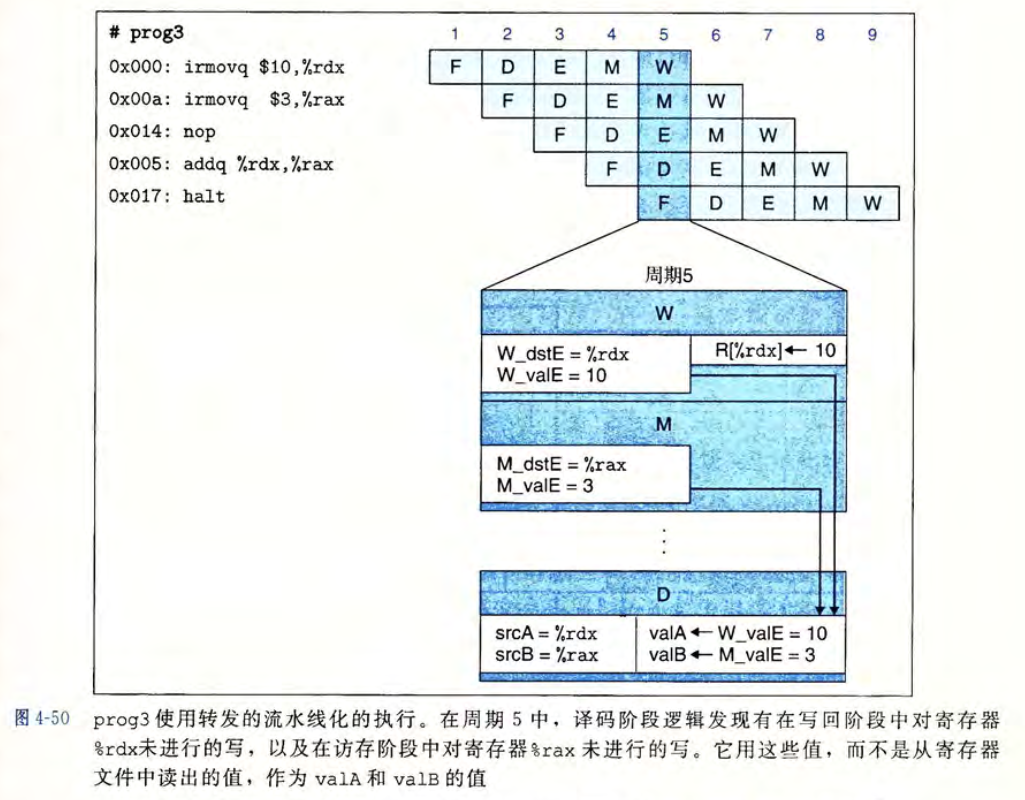 # prog3
1 2 3 4 5 6 7 8 9
0x000: irmovq $10,%rdx F D E M W
0x00a: irmovq $3,%rax F D E M W
0x014: nop F D E M W
0x005: addq %rdx,%rax F D E M W
0x017: halt F D E M W
周期5
W
W_dstE = %rdx R[%rdx]← 10
W_valE = 10
M
M_dstE = %rax
M_valE = 3
⋮
D
srcA = %rdx valA ← W_valE = 10
srcB = %rax valB ← M_valE = 3
图 4-50 prog3 使用转发的流水线化的执行。在周期 5 中，译码阶段逻辑发现有在写回阶段中对寄存器
%rdx未进行的写，以及在访存阶段中对寄存器%rax 未进行的写。它用这些值，而不是从寄存器
文件中读出的值，作为 valA 和 valB 的值